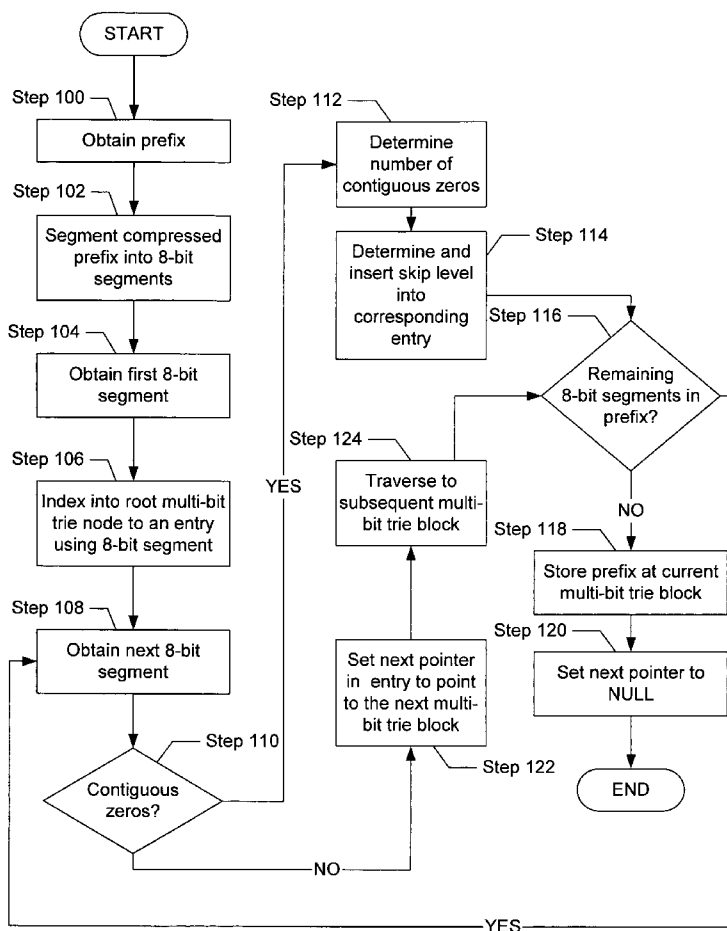 START
Step 100
Obtain prefix
Step 102
Segment compressed
prefix into 8-bit
segments
Step 104
Obtain first 8-bit
segment
Step 106
Index into root multi-bit
trie node to an entry
using 8-bit segment
Step 108
Obtain next 8-bit
segment
Step 110
Contiguous
zeros?
YES
NO
Step 112
Determine
number of
contiguous zeros
Step 114
Determine and
insert skip level
into
corresponding
entry
Step 116
Remaining
8-bit segments in
prefix?
Step 124
Traverse to
subsequent multi-
bit trie block
Set next pointer
in entry to point
to the next multi-
bit trie block
Step 122
NO
Step 118
Store prefix at current
multi-bit trie block
Step 120
Set next pointer to
NULL
END
YES